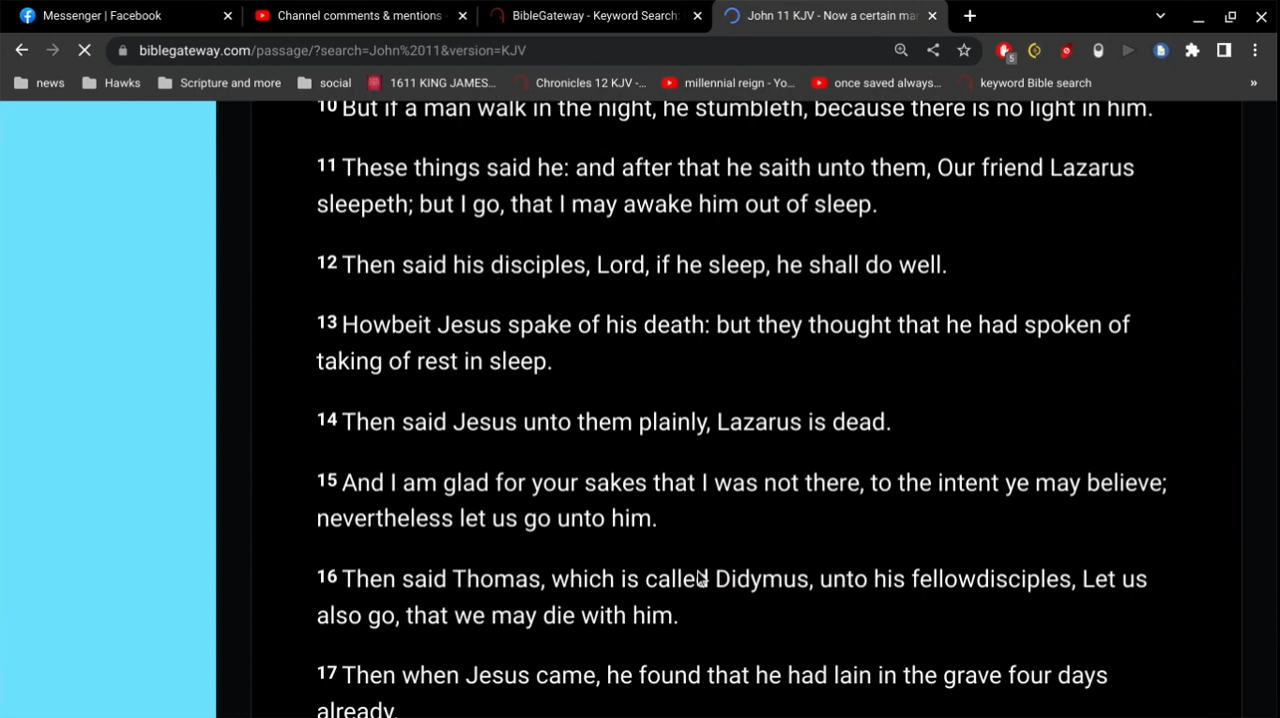 Messenger | Facebook
Channel comments & mentions
BibleGateway - Keyword Search:
John 11 KJV - Now a certain mar
biblegateway.com/passage/?search=John%2011&version=KJV
5
news
Hawks
Scripture and more
social
1611 KING JAMES...
Chronicles 12 KJV -...
millennial reign - Yo...
once saved always...
keyword Bible search
»
10 But if a man walk in the night, he stumbleth, because there is no light in him.
11 These things said he: and after that he saith unto them, Our friend Lazarus
sleepeth; but I go, that I may awake him out of sleep.
12 Then said his disciples, Lord, if he sleep, he shall do well.
13 Howbeit Jesus spake of his death: but they thought that he had spoken of
taking of rest in sleep.
14 Then said Jesus unto them plainly, Lazarus is dead.
15 And I am glad for your sakes that I was not there, to the intent ye may believe;
nevertheless let us go unto him.
16 Then said Thomas, which is called Didymus, unto his fellowdisciples, Let us
also go, that we may die with him.
17 Then when Jesus came, he found that he had lain in the grave four days
already.